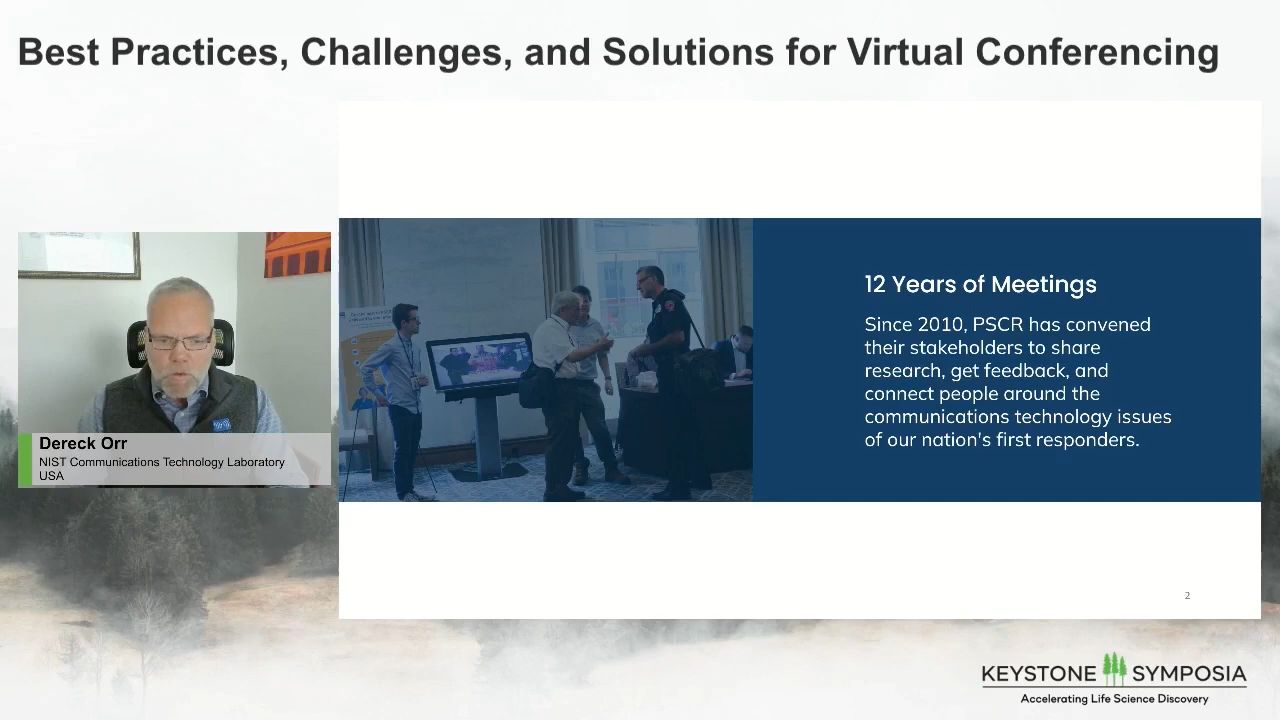 Best Practices, Challenges, and Solutions for Virtual Conferencing
Dereck Orr
NIST Communications Technology Laboratory
USA
12 Years of Meetings
Since 2010, PSCR has convened
their stakeholders to share
research, get feedback, and
connect people around the
communications technology issues
of our nation's first responders.
2
KEYSTONE SYMPOSIA
Accelerating Life Science Discovery